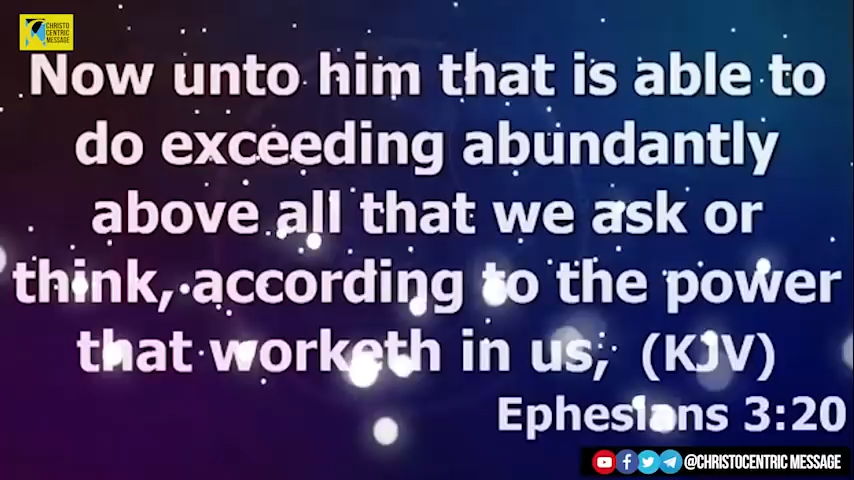 CHRISTO
CENTRIC
MESSAGE
Now unto him that is able to
do exceeding abundantly
above all that we ask or
think, according to the power
that worketh in us; (KJV)
Ephesians 3:20
@CHRISTOCENTRIC MESSAGE